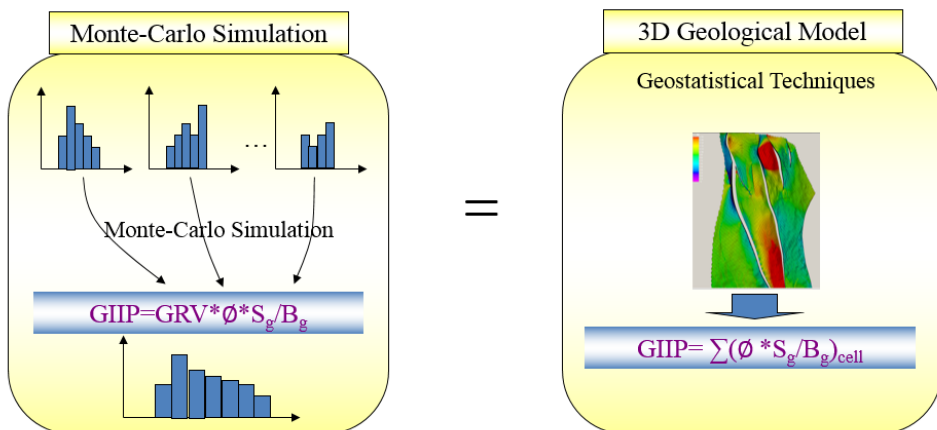 Monte-Carlo Simulation
...
Monte-Carlo Simulation
GIIP=GRV*ø*Sg/Bg
=
3D Geological Model
Geostatistical Techniques
GIIP= ∑(ø *Sg/Bg)cell